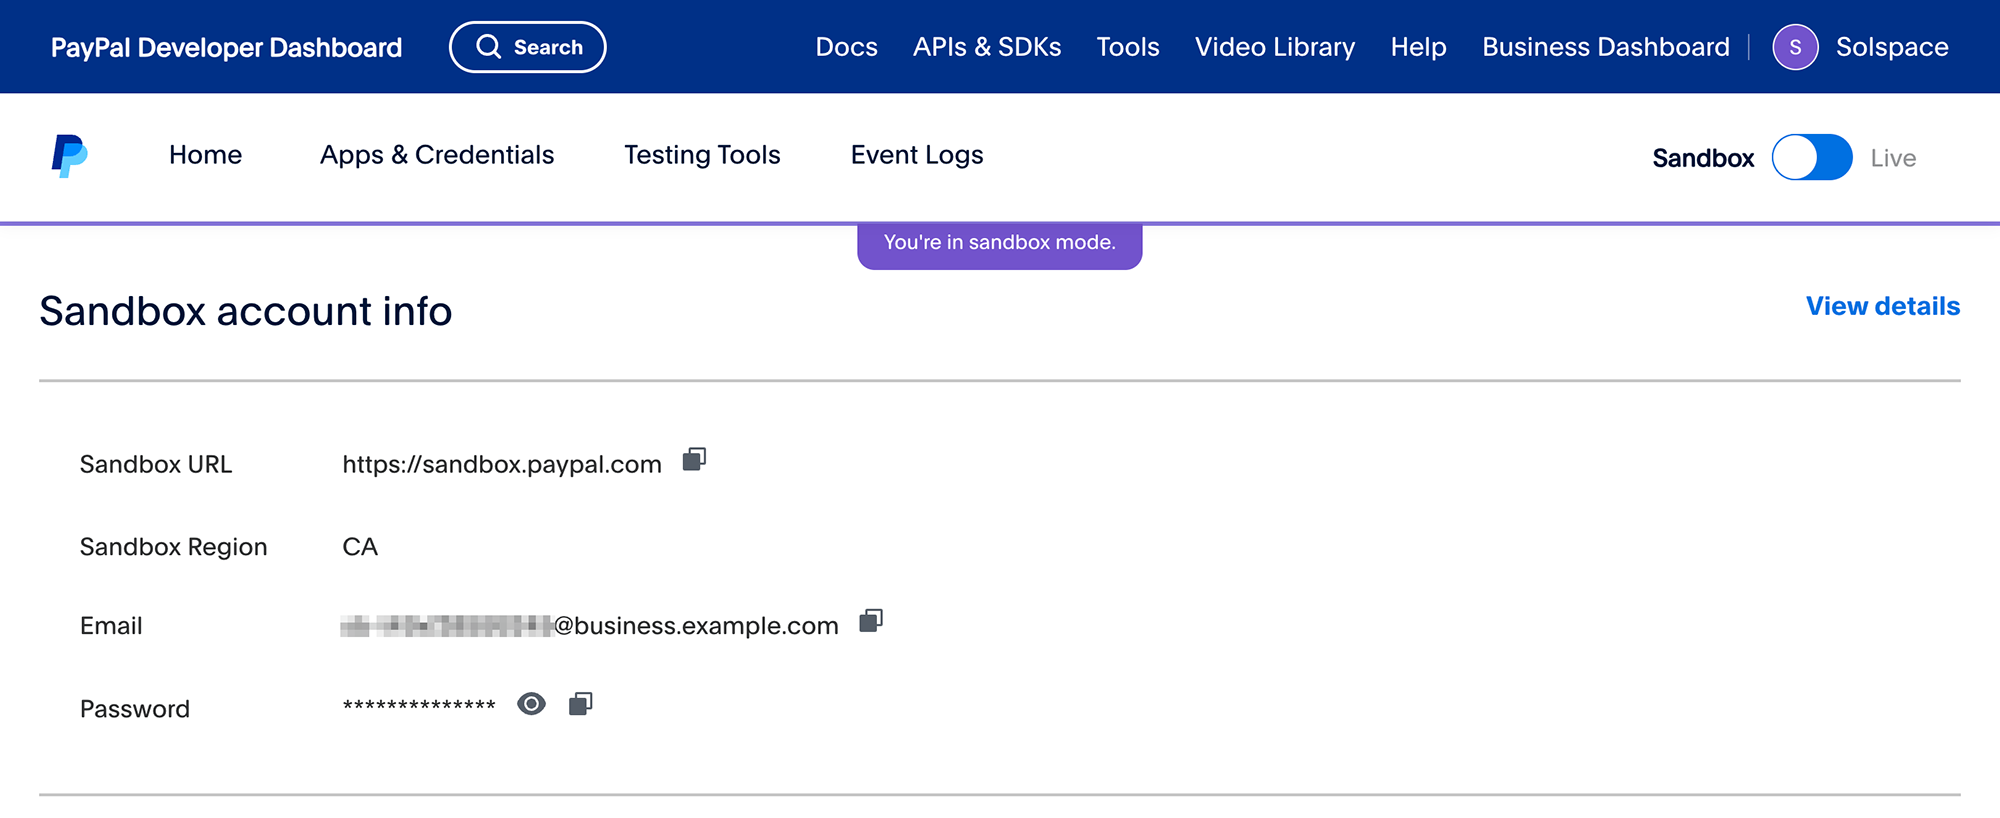 PayPal Developer Dashboard Search Docs APIs & SDKs Tools Video Library Help Business Dashboard S Solspace
Home Apps & Credentials Testing Tools Event Logs Sandbox Live
You're in sandbox mode.
Sandbox account info View details
Sandbox URL https://sandbox.paypal.com
Sandbox Region CA
Email @business.example.com
Password **************